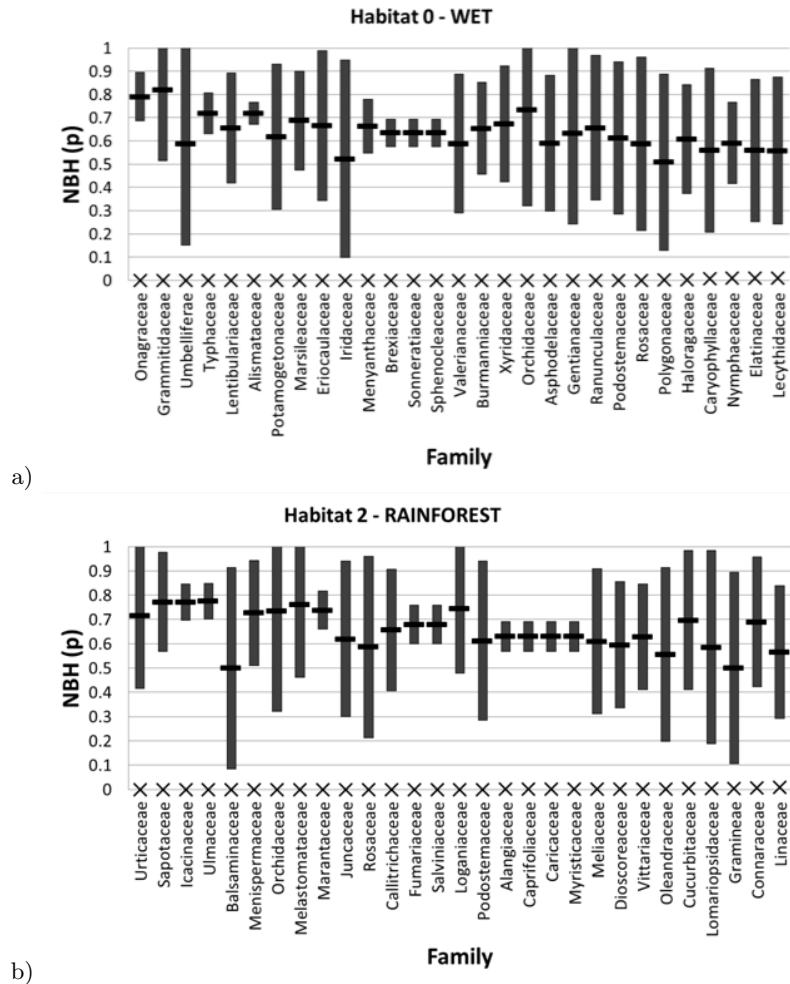 Habitat 0 - WET
NBH (p)
1
0.9
0.8
0.7
0.6
0.5
0.4
0.3
0.2
0.1
0
Onagraceae
Grammitidaceae
Umbelliferae
Typhaceae
Lentibulariaceae
Alismataceae
Potamogetonaceae
Marsileaceae
Eriocaulaceae
Iridaceae
Menyanthaceae
Brexiaceae
Sonneratiaceae
Sphenocleaceae
Valerianaceae
Burmanniaceae
Xyridaceae
Orchidaceae
Asphodelaceae
Gentianaceae
Ranunculaceae
Podostemaceae
Rosaceae
Polygonaceae
Haloragaceae
Caryophyllaceae
Nymphaeaceae
Elatinaceae
Lecythidaceae
Family
a)
Habitat 2 - RAINFOREST
NBH (p)
1
0.9
0.8
0.7
0.6
0.5
0.4
0.3
0.2
0.1
0
Urticaceae
Sapotaceae
Icacinaceae
Ulmaceae
Balsaminaceae
Menispermaceae
Orchidaceae
Melastomataceae
Marantaceae
Juncaceae
Rosaceae
Callitrichaceae
Fumariaceae
Salviniaceae
Loganiaceae
Podostemaceae
Alangiaceae
Caprifoliaceae
Caricaceae
Myristicaceae
Meliaceae
Dioscoreaceae
Vittariaceae
Oleandraceae
Cucurbitaceae
Lomariopsidaceae
Gramineae
Connaraceae
Linaceae
Family
b)